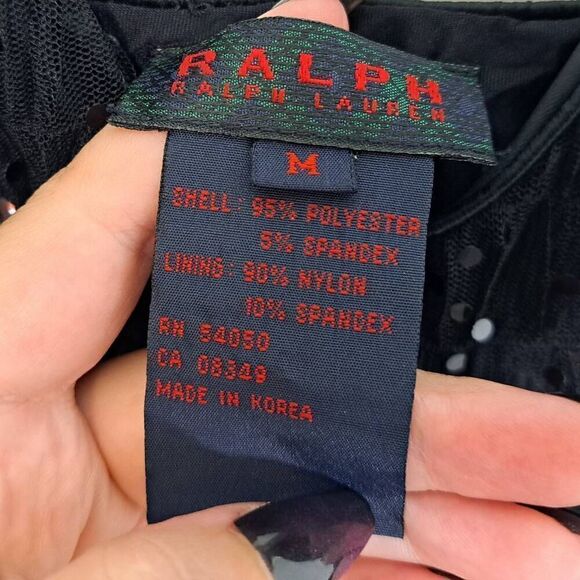 RALPH
RALPH LAUREN
M
SHELL: 95% POLYESTER
5% SPANDEX
LINING: 90% NYLON
10% SPANDEX
RN 54050
CA 08349
MADE IN KOREA